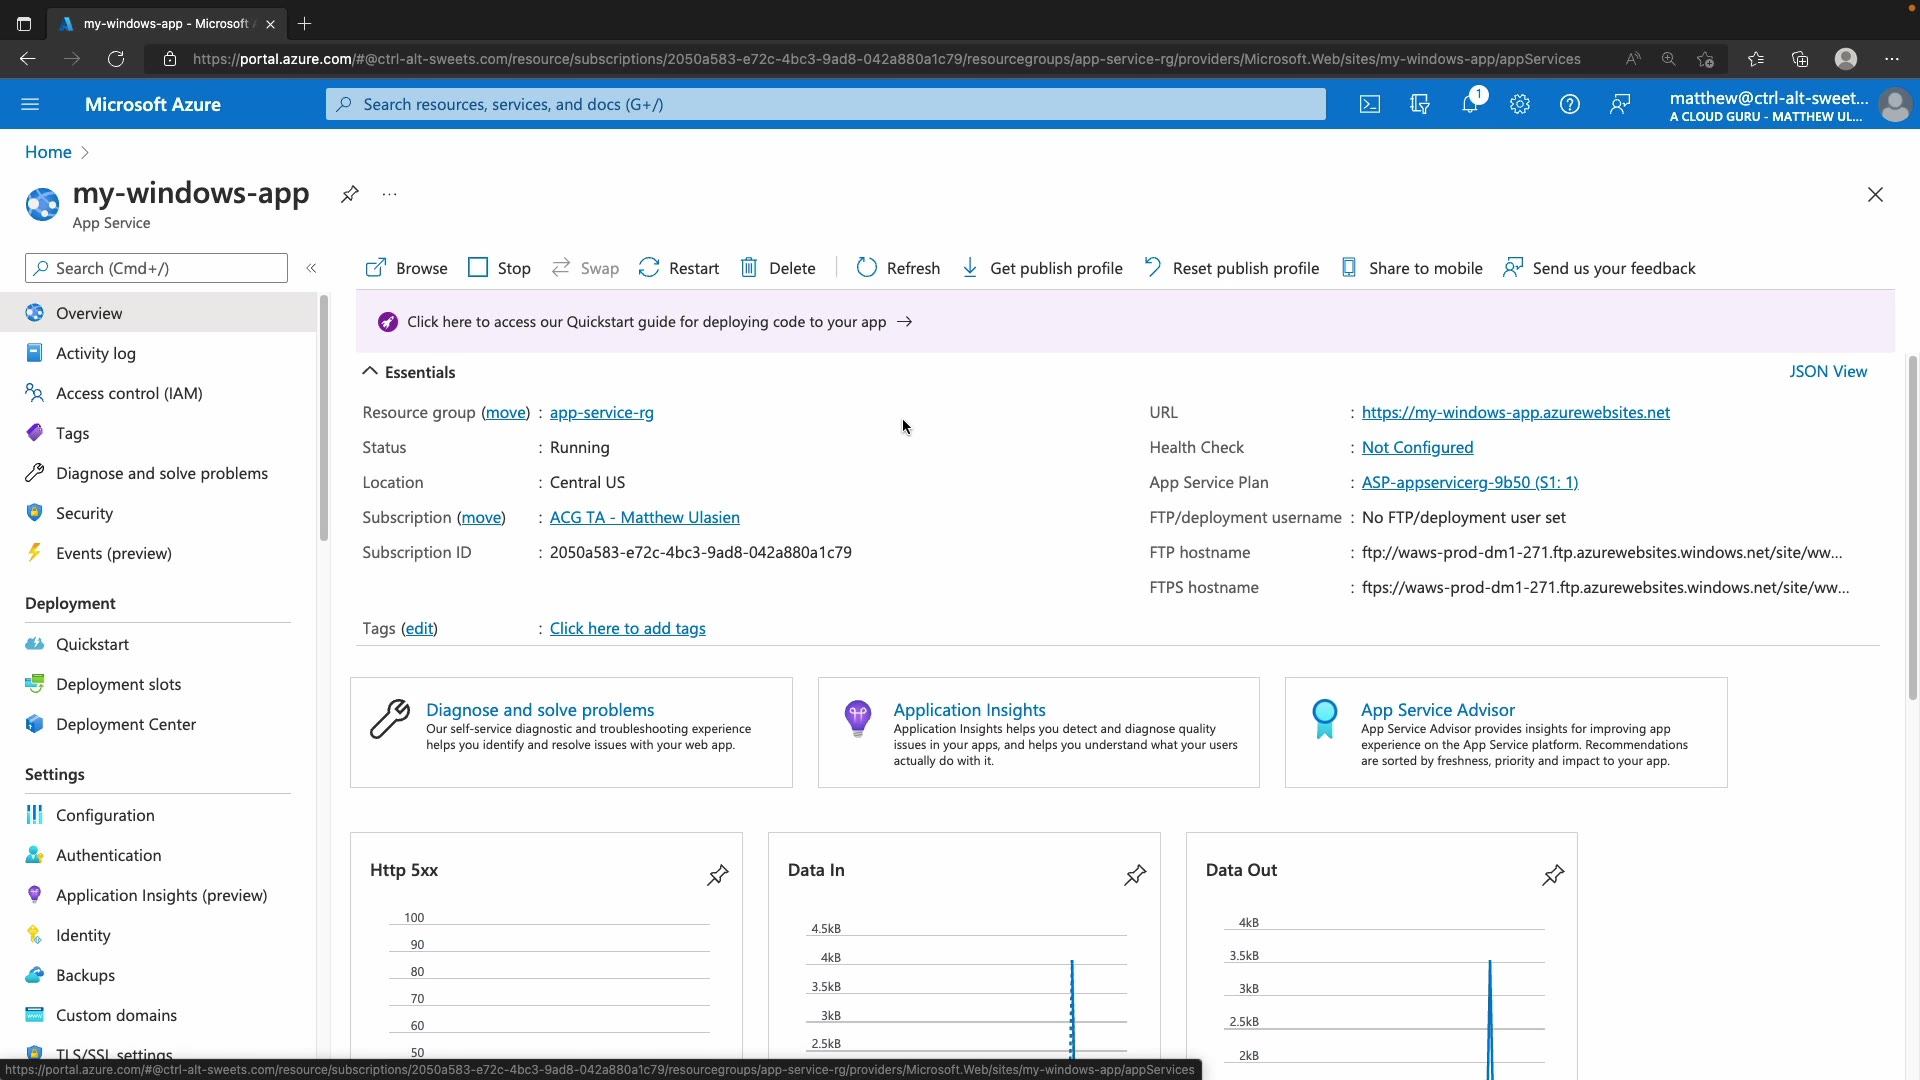 my-windows-app - Microsoft
https://portal.azure.com/#@ctrl-alt-sweets.com/resource/subscriptions/2050a583-e72c-4bc3-9ad8-042a880a1c79/resourcegroups/app-service-rg/providers/Microsoft.Web/sites/my-windows-app/appServices
Microsoft Azure
Search resources, services, and docs (G+/)
1
matthew@ctrl-alt-sweet...
A CLOUD GURU - MATTHEW UL...
Home
my-windows-app
App Service
Search (Cmd+/)
Browse Stop Swap Restart Delete Refresh Get publish profile Reset publish profile Share to mobile Send us your feedback
Overview
Activity log
Access control (IAM)
Tags
Diagnose and solve problems
Security
Events (preview)
Deployment
Quickstart
Deployment slots
Deployment Center
Settings
Configuration
Authentication
Application Insights (preview)
Identity
Backups
Custom domains
TLS/SSL settings
Click here to access our Quickstart guide for deploying code to your app →
Essentials
JSON View
Resource group (move) : app-service-rg
Status : Running
Location : Central US
Subscription (move) : ACG TA - Matthew Ulasien
Subscription ID : 2050a583-e72c-4bc3-9ad8-042a880a1c79
URL : https://my-windows-app.azurewebsites.net
Health Check : Not Configured
App Service Plan : ASP-appservicerg-9b50 (S1: 1)
FTP/deployment username : No FTP/deployment user set
FTP hostname : ftp://waws-prod-dm1-271.ftp.azurewebsites.windows.net/site/ww...
FTPS hostname : ftps://waws-prod-dm1-271.ftp.azurewebsites.windows.net/site/ww...
Tags (edit) : Click here to add tags
Diagnose and solve problems
Our self-service diagnostic and troubleshooting experience
helps you identify and resolve issues with your web app.
Application Insights
Application Insights helps you detect and diagnose quality
issues in your apps, and helps you understand what your users
actually do with it.
App Service Advisor
App Service Advisor provides insights for improving app
experience on the App Service platform. Recommendations
are sorted by freshness, priority and impact to your app.
Http 5xx
100
90
80
70
60
50
Data In
4.5kB
4kB
3.5kB
3kB
2.5kB
Data Out
4kB
3.5kB
3kB
2.5kB
2kB
https://portal.azure.com/#@ctrl-alt-sweets.com/resource/subscriptions/2050a583-e72c-4bc3-9ad8-042a880a1c79/resourcegroups/app-service-rg/providers/Microsoft.Web/sites/my-windows-app/appServices